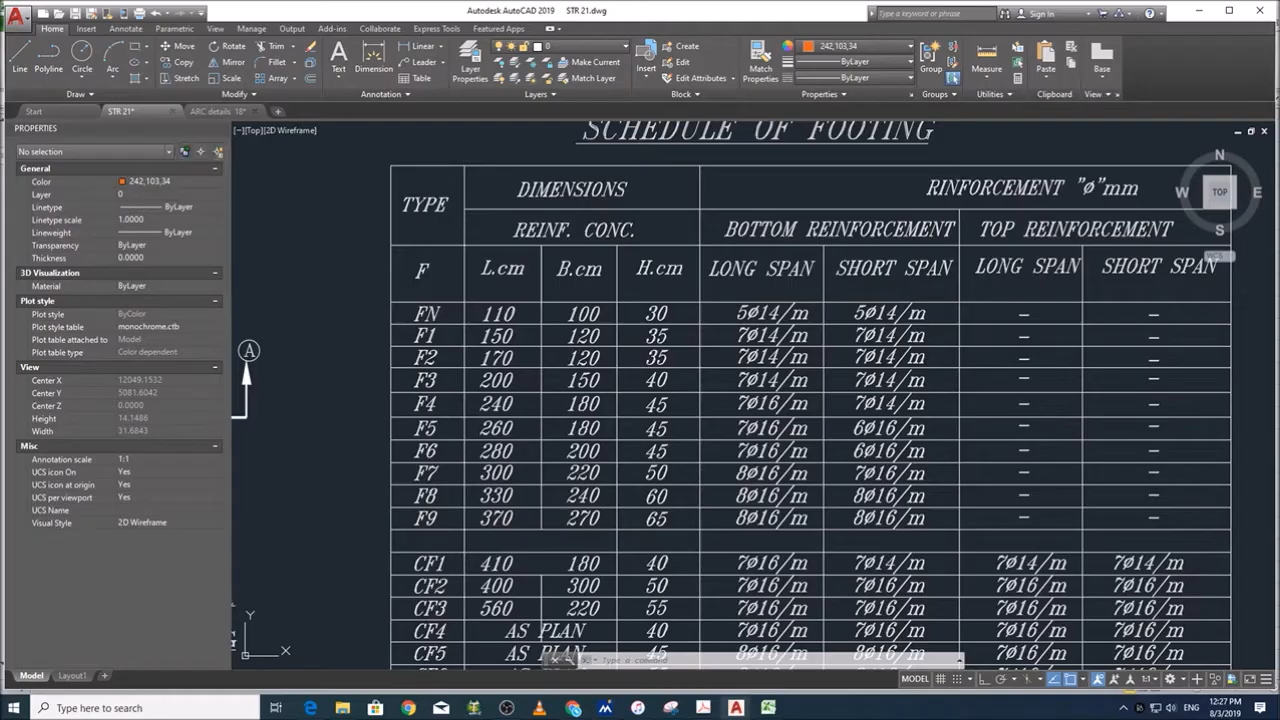 Autodesk AutoCAD 2019 STR 21.dwg
Type a keyword or phrase
Sign In
Home Insert Annotate Parametric View Manage Output Add-ins Collaborate Express Tools Featured Apps
Line Polyline Circle Arc
Move Rotate Trim
Copy Mirror Fillet
Stretch Scale Array
Text Dimension
Linear
Leader
Table
Layer Properties
0
Make Current
Match Layer
Insert
Create
Edit
Edit Attributes
Match Properties
242,103,34
ByLayer
ByLayer
Group
Measure
Paste
Base
Draw Modify Annotation Layers Block Properties Groups Utilities Clipboard View
Start STR 21* ARC details 18*
PROPERTIES
No selection
General
Color 242,103,34
Layer 0
Linetype ByLayer
Linetype scale 1.0000
Lineweight ByLayer
Transparency ByLayer
Thickness 0.0000
3D Visualization
Material ByLayer
Plot style
Plot style ByColor
Plot style table monochrome.ctb
Plot table attached to Model
Plot table type Color dependent
View
Center X 12049.1532
Center Y 5081.6042
Center Z 0.0000
Height 14.1486
Width 31.6843
Misc
Annotation scale 1:1
UCS icon On Yes
UCS icon at origin Yes
UCS per viewport Yes
UCS Name
Visual Style 2D Wireframe
[−][Top][2D Wireframe]
SCHEDULE OF FOOTING
TYPE DIMENSIONS RINFORCEMENT "ø"mm
REINF. CONC. BOTTOM REINFORCEMENT TOP REINFORCEMENT
F L.cm B.cm H.cm LONG SPAN SHORT SPAN LONG SPAN SHORT SPAN
FN 110 100 30 5ø14/m 5ø14/m - -
F1 150 120 35 7ø14/m 7ø14/m - -
F2 170 120 35 7ø14/m 7ø14/m - -
F3 200 150 40 7ø14/m 7ø14/m - -
F4 240 180 45 7ø16/m 7ø14/m - -
F5 260 180 45 7ø16/m 6ø16/m - -
F6 280 200 45 7ø16/m 6ø16/m - -
F7 300 220 50 8ø16/m 7ø16/m - -
F8 330 240 60 8ø16/m 8ø16/m - -
F9 370 270 65 8ø16/m 8ø16/m - -
CF1 410 180 40 7ø16/m 7ø14/m 7ø14/m 7ø14/m
CF2 400 300 50 7ø16/m 7ø16/m 7ø16/m 7ø16/m
CF3 560 220 55 7ø16/m 7ø16/m 7ø16/m 7ø16/m
CF4 AS PLAN 40 7ø16/m 7ø16/m 7ø16/m 7ø16/m
CF5 AS PLAN 45 8ø16/m 8ø16/m 7ø16/m 7ø16/m
A
N
W TOP E
S
WCS
Y
X
Type a command
Model Layout1
MODEL 1:1
Type here to search
ENG
12:27 PM
8/3/2019